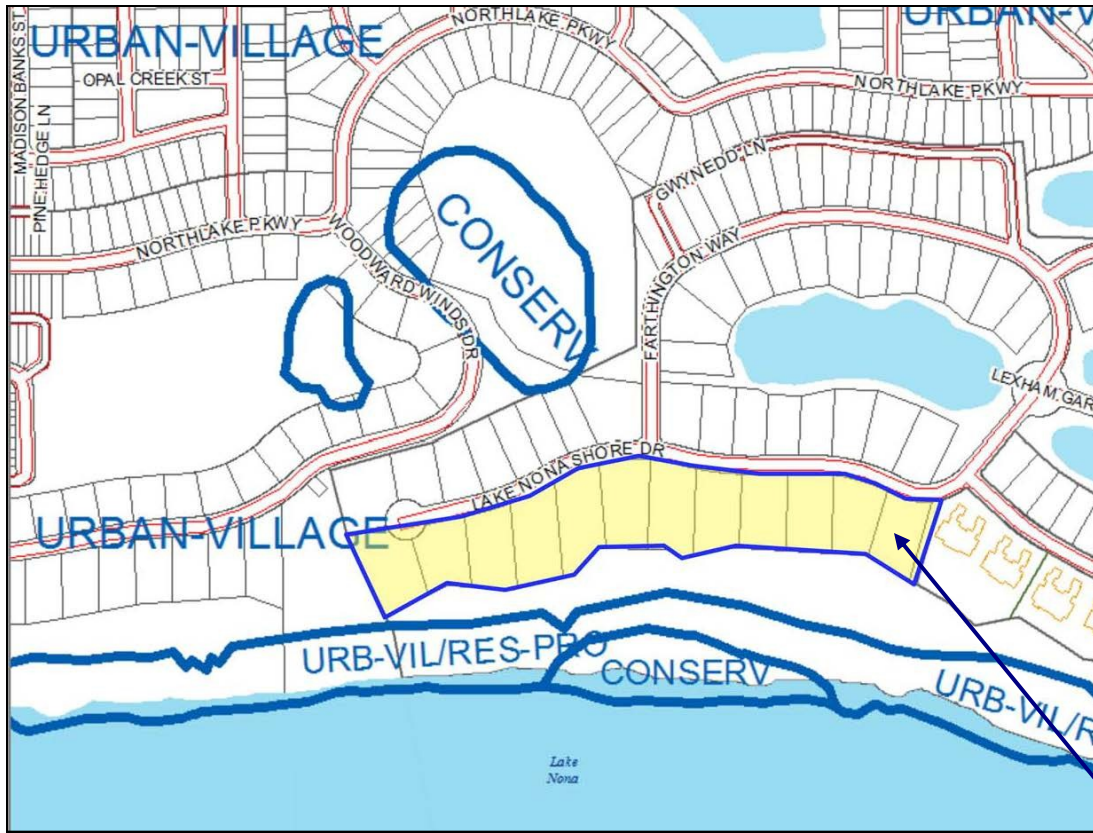 URBAN-VILLAGE
URBAN-V
NORTHLAKE PKWY
MADISON BANKS ST
OPAL CREEK ST
NORTHLAKE PKWY
PINE HEDGE LN
GWYNEDD LN
CONSERV
NORTHLAKE PKWY
WOODWARD WINDS DR
FARTHINGTON WAY
LEXHAM GAR
LAKE NONA SHORE DR
URBAN-VILLAGE
URB-VIL/RES-PRO
CONSERV
URB-VIL/R
Lake
Nona